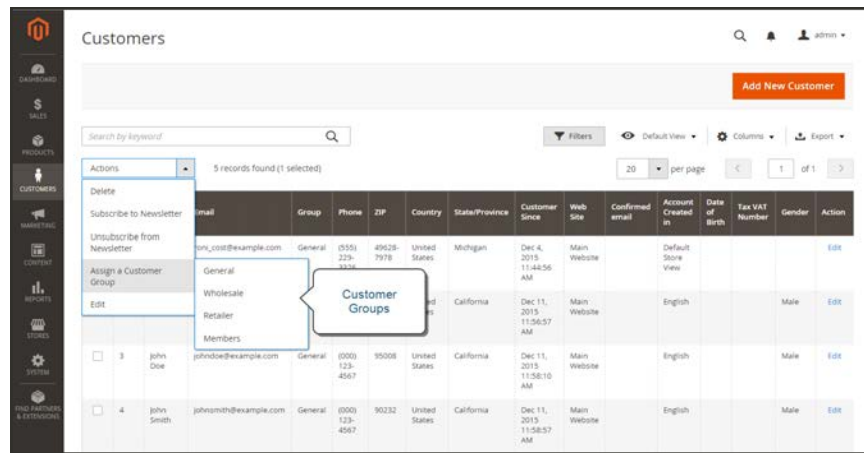 Customers
admin
Add New Customer
DASHBOARD
SALES
PRODUCTS
CUSTOMERS
MARKETING
CONTENT
REPORTS
STORES
SYSTEM
FIND PARTNERS
& EXTENSIONS
Search by keyword
Filters
Default View
Columns
Export
Actions
5 records found (1 selected)
20 per page
1 of 1
Delete
Subscribe to Newsletter
Unsubscribe from
Newsletter
Assign a Customer
Group
Edit
General
Wholesale
Retailer
Members
Customer
Groups
Email Group Phone ZIP Country State/Province Customer Since Web Site Confirmed email Account Created in Date of Birth Tax VAT Number Gender Action
roni_cost@example.com General (555) 229-3326 49628-7978 United States Michigan Dec 4, 2015 11:44:56 AM Main Website Default Store View Edit
California Dec 11, 2015 11:56:57 AM Main Website English Male Edit
3 John Doe johndoe@example.com General (000) 123-4567 95008 United States California Dec 11, 2015 11:58:10 AM Main Website English Male Edit
4 John Smith johnsmith@example.com General (000) 123-4567 90232 United States California Dec 11, 2015 11:58:57 AM Main Website English Male Edit